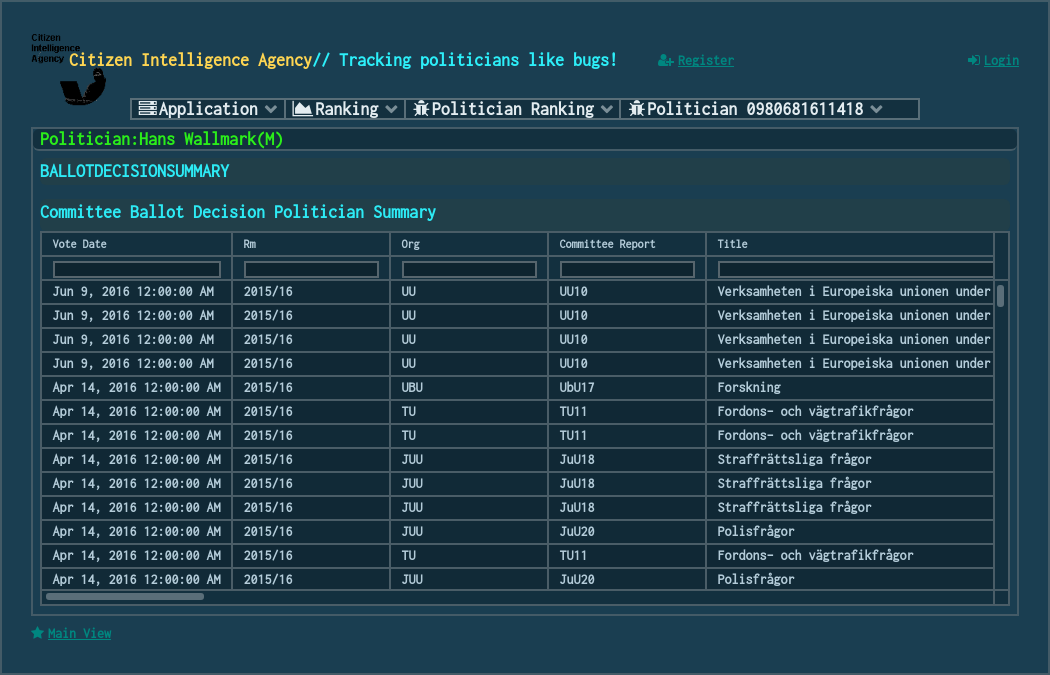 Citizen
Intelligence
Agency
Citizen Intelligence Agency// Tracking politicians like bugs!
Register
Login
Application Ranking Politician Ranking Politician 0980681611418
Politician:Hans Wallmark(M)
BALLOTDECISIONSUMMARY
Committee Ballot Decision Politician Summary
Vote Date Rm Org Committee Report Title
Jun 9, 2016 12:00:00 AM 2015/16 UU UU10 Verksamheten i Europeiska unionen under
Jun 9, 2016 12:00:00 AM 2015/16 UU UU10 Verksamheten i Europeiska unionen under
Jun 9, 2016 12:00:00 AM 2015/16 UU UU10 Verksamheten i Europeiska unionen under
Jun 9, 2016 12:00:00 AM 2015/16 UU UU10 Verksamheten i Europeiska unionen under
Apr 14, 2016 12:00:00 AM 2015/16 UBU UbU17 Forskning
Apr 14, 2016 12:00:00 AM 2015/16 TU TU11 Fordons- och vägtrafikfrågor
Apr 14, 2016 12:00:00 AM 2015/16 TU TU11 Fordons- och vägtrafikfrågor
Apr 14, 2016 12:00:00 AM 2015/16 JUU JuU18 Straffrättsliga frågor
Apr 14, 2016 12:00:00 AM 2015/16 JUU JuU18 Straffrättsliga frågor
Apr 14, 2016 12:00:00 AM 2015/16 JUU JuU18 Straffrättsliga frågor
Apr 14, 2016 12:00:00 AM 2015/16 JUU JuU20 Polisfrågor
Apr 14, 2016 12:00:00 AM 2015/16 TU TU11 Fordons- och vägtrafikfrågor
Apr 14, 2016 12:00:00 AM 2015/16 JUU JuU20 Polisfrågor
Main View